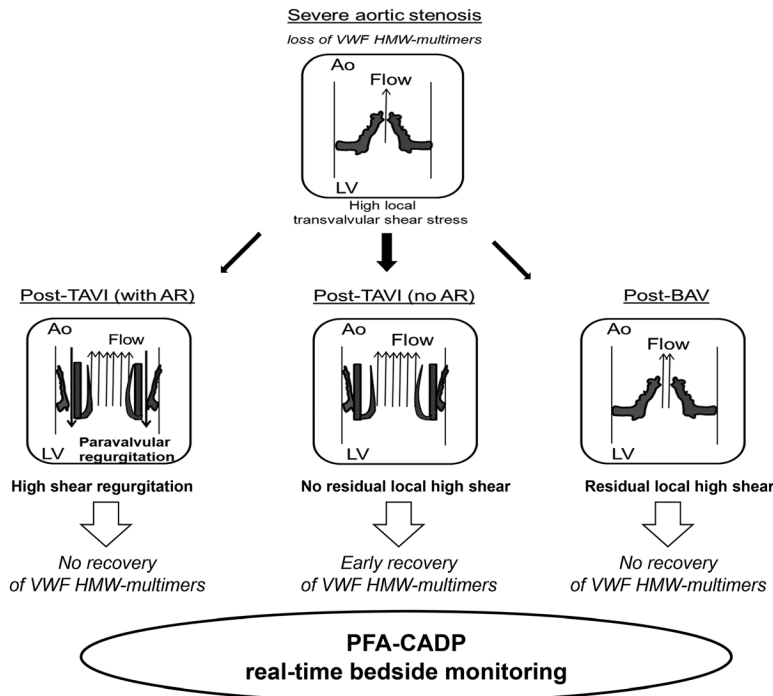 Severe aortic stenosis
loss of VWF HMW-multimers
Ao
Flow
LV
High local
transvalvular shear stress
Post-TAVI (with AR)
Ao
Flow
Paravalvular
LV regurgitation
High shear regurgitation
No recovery
of VWF HMW-multimers
Post-TAVI (no AR)
Ao
Flow
LV
No residual local high shear
Early recovery
of VWF HMW-multimers
Post-BAV
Ao
Flow
LV
Residual local high shear
No recovery
of VWF HMW-multimers
PFA-CADP
real-time bedside monitoring